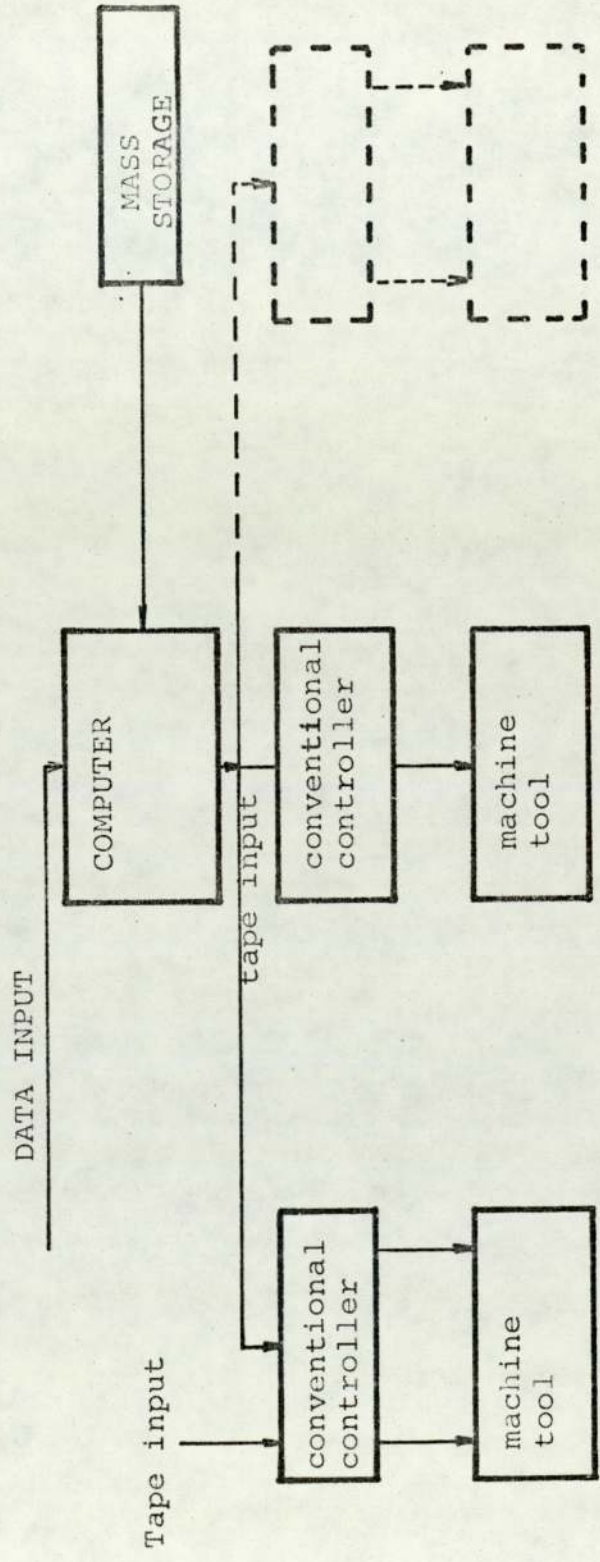 DATA INPUT
MASS
STORAGE
COMPUTER
Tape input
tape input
conventional
controller
conventional
controller
machine
tool
machine
tool